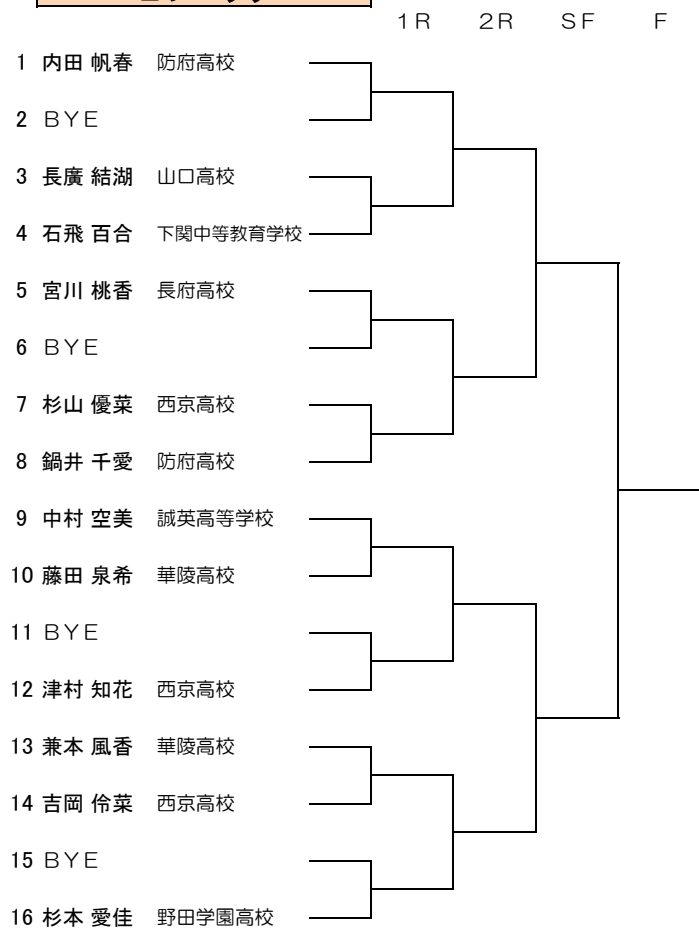 1R 2R SF F
1 内田 帆春 防府高校
2 BYE
3 長廣 結湖 山口高校
4 石飛 百合 下関中等教育学校
5 宮川 桃香 長府高校
6 BYE
7 杉山 優菜 西京高校
8 鍋井 千愛 防府高校
9 中村 空美 誠英高等学校
10 藤田 泉希 華陵高校
11 BYE
12 津村 知花 西京高校
13 兼本 風香 華陵高校
14 吉岡 伶菜 西京高校
15 BYE
16 杉本 愛佳 野田学園高校